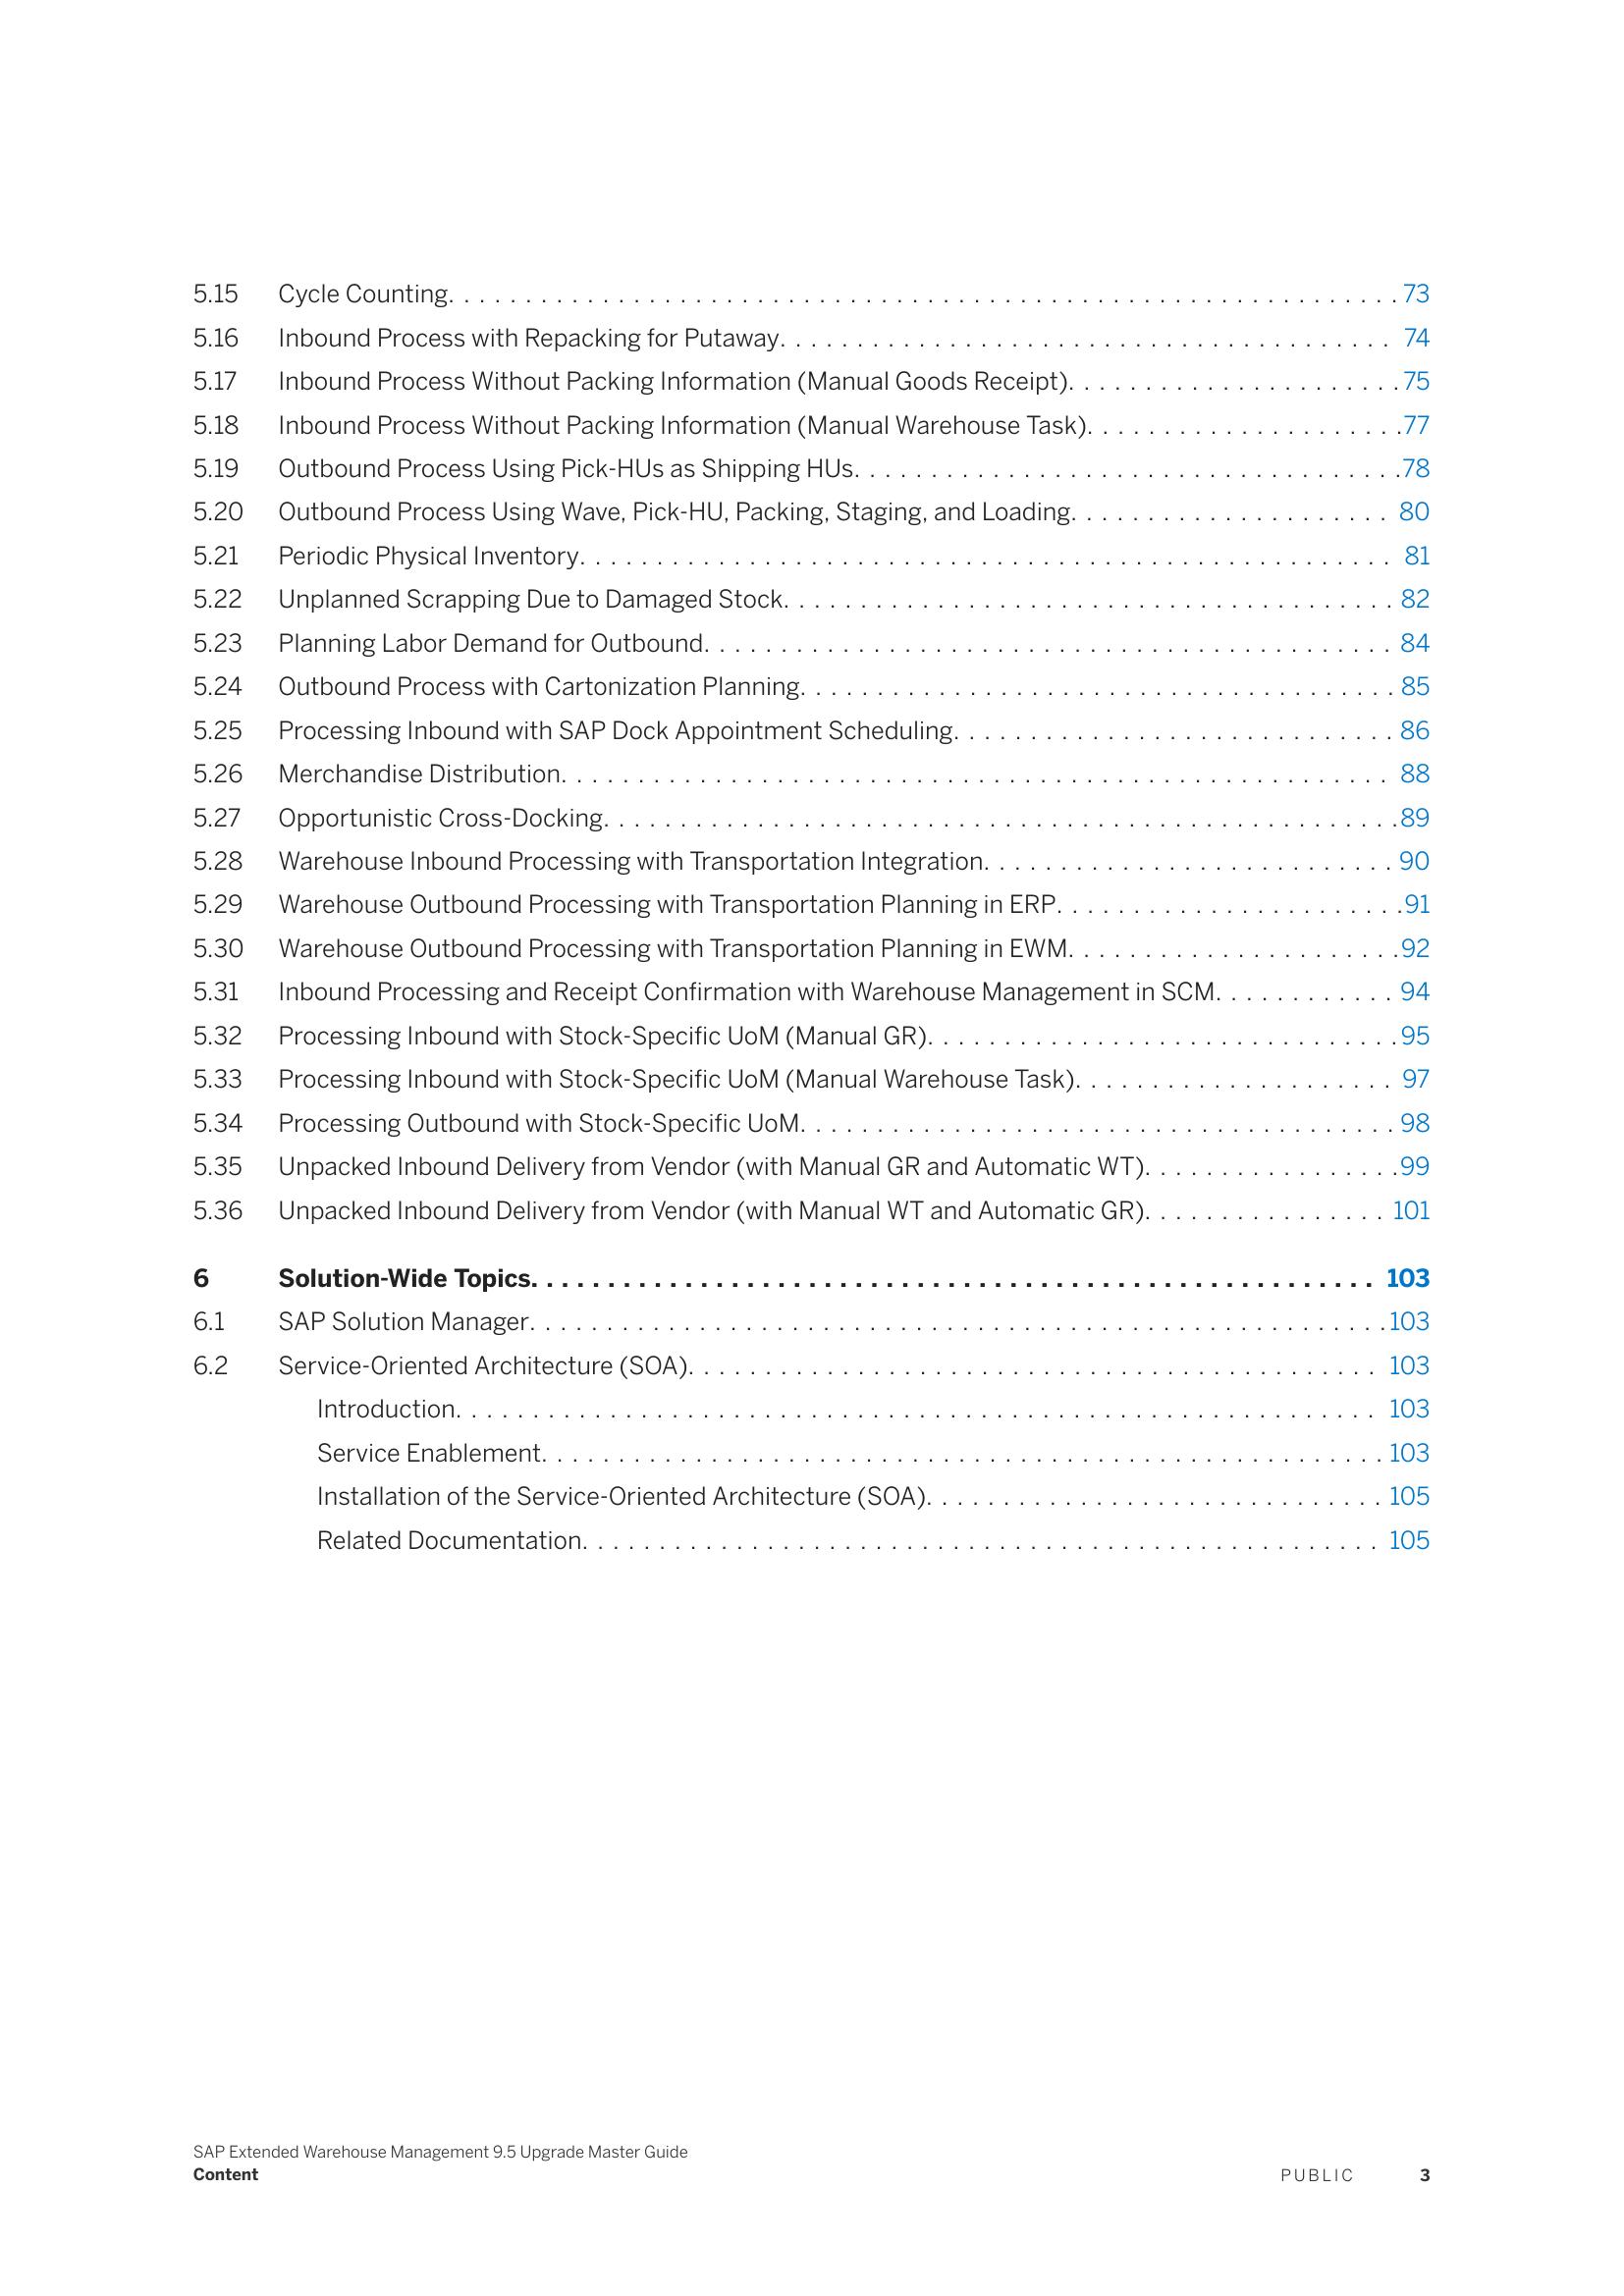 5.15 Cycle Counting. . . . . . . . . . . . . . . . . . . . . . . . . . . . . . . . . . . . . . . . . . . . . . . . . . . . . . . . . . . . . . 73
5.16 Inbound Process with Repacking for Putaway. . . . . . . . . . . . . . . . . . . . . . . . . . . . . . . . . . . . . . . . 74
5.17 Inbound Process Without Packing Information (Manual Goods Receipt). . . . . . . . . . . . . . . . . . . . . . 75
5.18 Inbound Process Without Packing Information (Manual Warehouse Task). . . . . . . . . . . . . . . . . . . . . 77
5.19 Outbound Process Using Pick-HUs as Shipping HUs. . . . . . . . . . . . . . . . . . . . . . . . . . . . . . . . . . . . 78
5.20 Outbound Process Using Wave, Pick-HU, Packing, Staging, and Loading. . . . . . . . . . . . . . . . . . . . . 80
5.21 Periodic Physical Inventory. . . . . . . . . . . . . . . . . . . . . . . . . . . . . . . . . . . . . . . . . . . . . . . . . . . . . 81
5.22 Unplanned Scrapping Due to Damaged Stock. . . . . . . . . . . . . . . . . . . . . . . . . . . . . . . . . . . . . . . . 82
5.23 Planning Labor Demand for Outbound. . . . . . . . . . . . . . . . . . . . . . . . . . . . . . . . . . . . . . . . . . . . . 84
5.24 Outbound Process with Cartonization Planning. . . . . . . . . . . . . . . . . . . . . . . . . . . . . . . . . . . . . . . 85
5.25 Processing Inbound with SAP Dock Appointment Scheduling. . . . . . . . . . . . . . . . . . . . . . . . . . . . . 86
5.26 Merchandise Distribution. . . . . . . . . . . . . . . . . . . . . . . . . . . . . . . . . . . . . . . . . . . . . . . . . . . . . . 88
5.27 Opportunistic Cross-Docking. . . . . . . . . . . . . . . . . . . . . . . . . . . . . . . . . . . . . . . . . . . . . . . . . . . . 89
5.28 Warehouse Inbound Processing with Transportation Integration. . . . . . . . . . . . . . . . . . . . . . . . . . . 90
5.29 Warehouse Outbound Processing with Transportation Planning in ERP. . . . . . . . . . . . . . . . . . . . . . . 91
5.30 Warehouse Outbound Processing with Transportation Planning in EWM. . . . . . . . . . . . . . . . . . . . . . 92
5.31 Inbound Processing and Receipt Confirmation with Warehouse Management in SCM. . . . . . . . . . . . 94
5.32 Processing Inbound with Stock-Specific UoM (Manual GR). . . . . . . . . . . . . . . . . . . . . . . . . . . . . . . 95
5.33 Processing Inbound with Stock-Specific UoM (Manual Warehouse Task). . . . . . . . . . . . . . . . . . . . . 97
5.34 Processing Outbound with Stock-Specific UoM. . . . . . . . . . . . . . . . . . . . . . . . . . . . . . . . . . . . . . . 98
5.35 Unpacked Inbound Delivery from Vendor (with Manual GR and Automatic WT). . . . . . . . . . . . . . . . . 99
5.36 Unpacked Inbound Delivery from Vendor (with Manual WT and Automatic GR). . . . . . . . . . . . . . . . 101
6 Solution-Wide Topics. . . . . . . . . . . . . . . . . . . . . . . . . . . . . . . . . . . . . . . . . . . . . . . . . . . . . . . 103
6.1 SAP Solution Manager. . . . . . . . . . . . . . . . . . . . . . . . . . . . . . . . . . . . . . . . . . . . . . . . . . . . . . . . 103
6.2 Service-Oriented Architecture (SOA). . . . . . . . . . . . . . . . . . . . . . . . . . . . . . . . . . . . . . . . . . . . . 103
Introduction. . . . . . . . . . . . . . . . . . . . . . . . . . . . . . . . . . . . . . . . . . . . . . . . . . . . . . . . . . . . 103
Service Enablement. . . . . . . . . . . . . . . . . . . . . . . . . . . . . . . . . . . . . . . . . . . . . . . . . . . . . . . 103
Installation of the Service-Oriented Architecture (SOA). . . . . . . . . . . . . . . . . . . . . . . . . . . . . . 105
Related Documentation. . . . . . . . . . . . . . . . . . . . . . . . . . . . . . . . . . . . . . . . . . . . . . . . . . . . 105
SAP Extended Warehouse Management 9.5 Upgrade Master Guide
Content PUBLIC 3